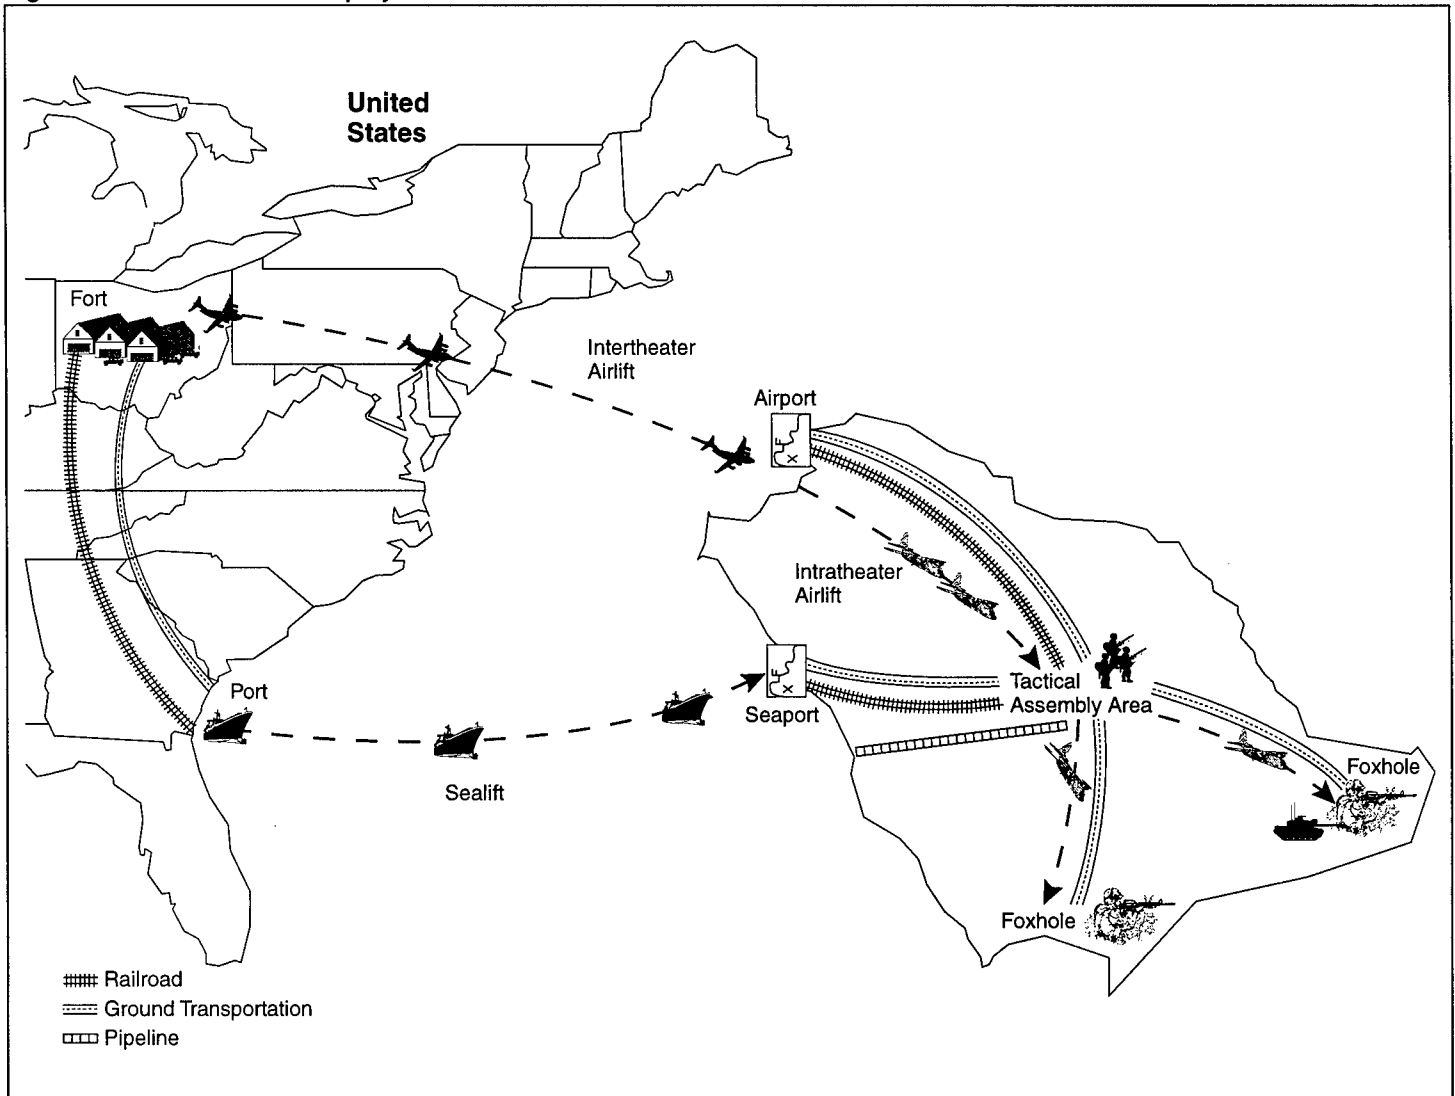 United
States
Fort
Intertheater
Airlift
Airport
Intratheater
Airlift
Port
Seaport
Tactical
Assembly Area
Sealift
Foxhole
Foxhole
Railroad
Ground Transportation
Pipeline